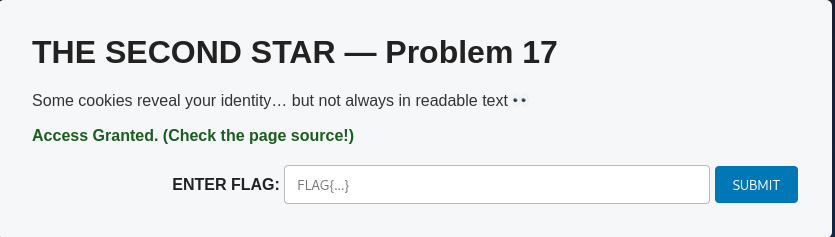 THE SECOND STAR — Problem 17
Some cookies reveal your identity… but not always in readable text 👀
Access Granted. (Check the page source!)
ENTER FLAG: FLAG{...} SUBMIT